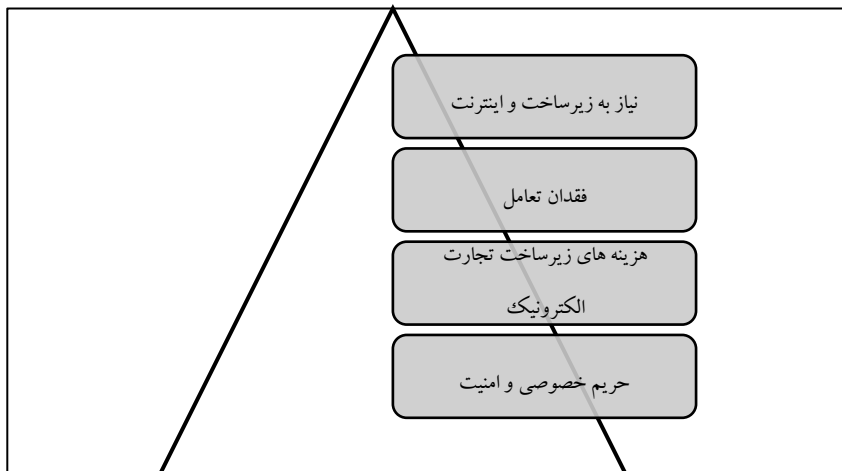 نیاز به زیرساخت و اینترنت
فقدان تعامل
هزینه های زیرساخت تجارت
الکترونیک
حریم خصوصی و امنیت